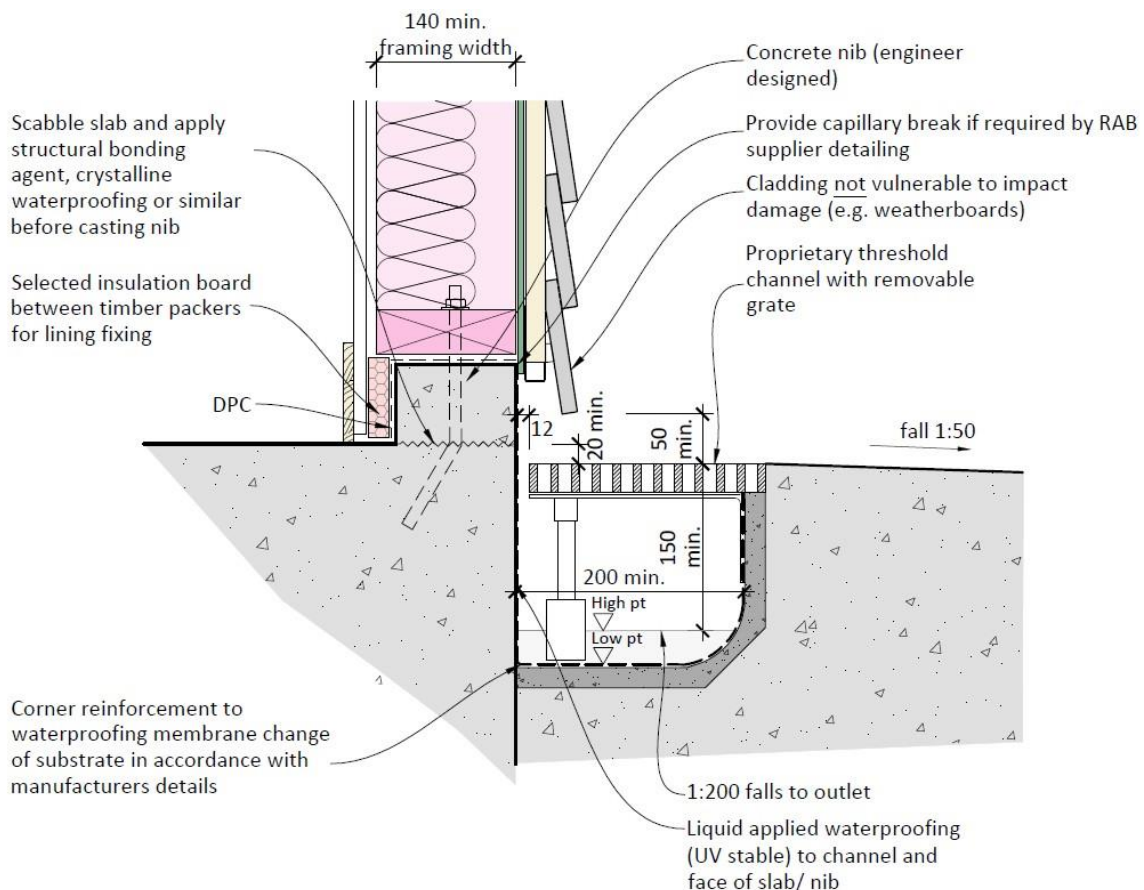 140 min.
framing width
Scabble slab and apply
structural bonding
agent, crystalline
waterproofing or similar
before casting nib
Selected insulation board
between timber packers
for lining fixing
DPC
Concrete nib (engineer
designed)
Provide capillary break if required by RAB
supplier detailing
Cladding not vulnerable to impact
damage (e.g. weatherboards)
Proprietary threshold
channel with removable
grate
12
20 min.
50
min.
fall 1:50
150
min.
200 min.
High pt
Low pt
Corner reinforcement to
waterproofing membrane change
of substrate in accordance with
manufacturers details
1:200 falls to outlet
Liquid applied waterproofing
(UV stable) to channel and
face of slab/ nib